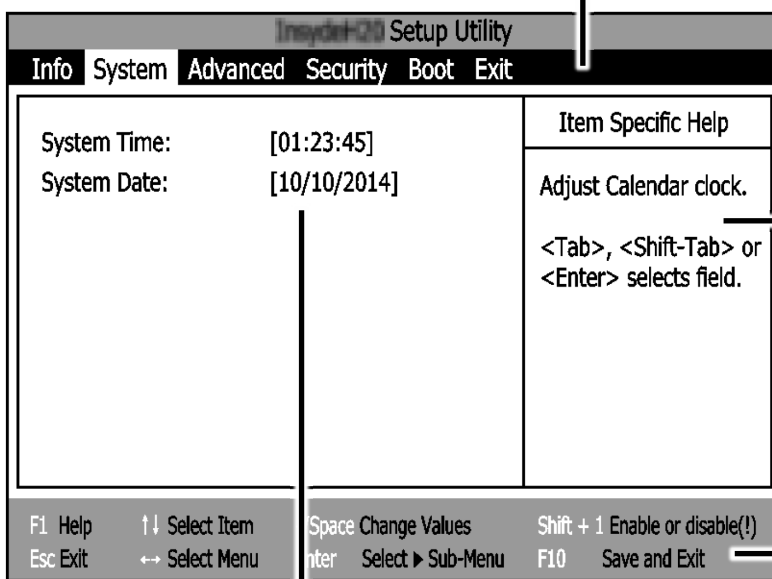 Setup Utility
Info System Advanced Security Boot Exit
System Time: [01:23:45]
System Date: [10/10/2014]
Item Specific Help
Adjust Calendar clock.
<Tab>, <Shift-Tab> or
<Enter> selects field.
F1 Help ↑↓ Select Item /Space Change Values Shift + 1 Enable or disable(!)
Esc Exit ←→ Select Menu Select ▶ Sub-Menu F10 Save and Exit